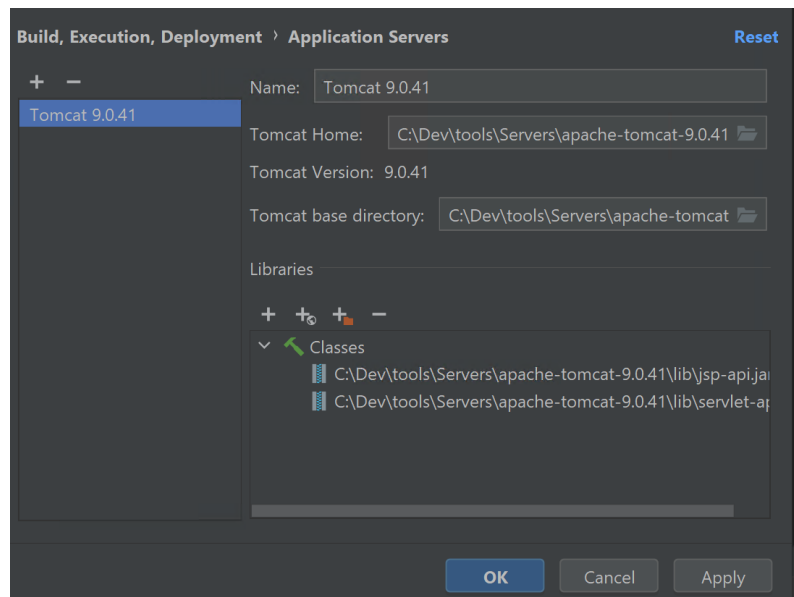 Build, Execution, Deployment › Application Servers Reset
Tomcat 9.0.41
Name: Tomcat 9.0.41
Tomcat Home: C:\Dev\tools\Servers\apache-tomcat-9.0.41
Tomcat Version: 9.0.41
Tomcat base directory: C:\Dev\tools\Servers\apache-tomcat
Libraries
Classes
C:\Dev\tools\Servers\apache-tomcat-9.0.41\lib\jsp-api.ja
C:\Dev\tools\Servers\apache-tomcat-9.0.41\lib\servlet-ap
OK Cancel Apply